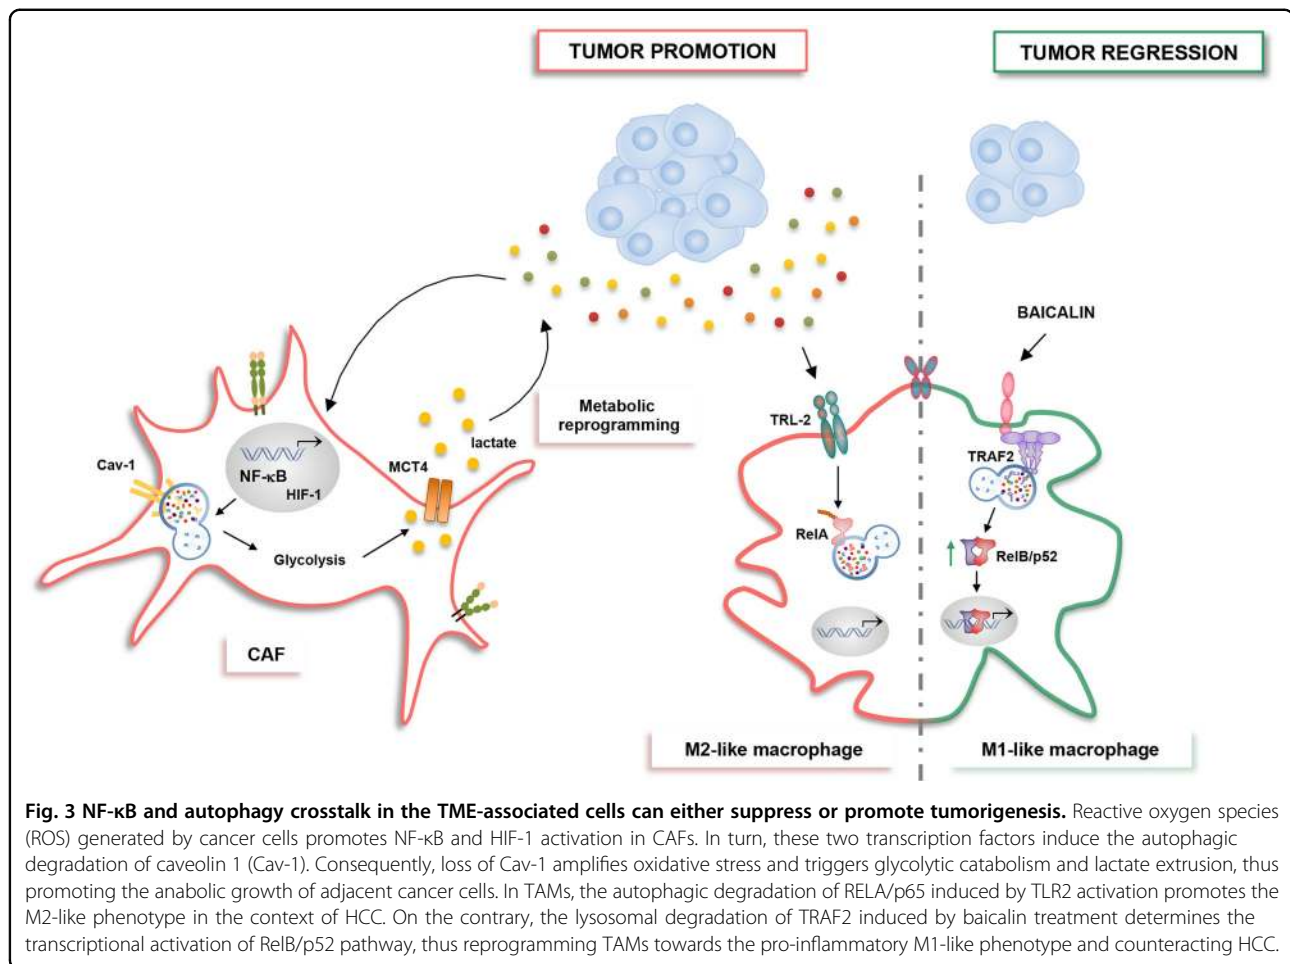 TUMOR PROMOTION
TUMOR REGRESSION
BAICALIN
Metabolic
reprogramming
TRL-2
lactate
MCT4
Cav-1
NF-κB
HIF-1
Glycolysis
CAF
TRAF2
RelA
RelB/p52
M2-like macrophage
M1-like macrophage
Fig. 3 NF-κB and autophagy crosstalk in the TME-associated cells can either suppress or promote tumorigenesis. Reactive oxygen species
(ROS) generated by cancer cells promotes NF-κB and HIF-1 activation in CAFs. In turn, these two transcription factors induce the autophagic
degradation of caveolin 1 (Cav-1). Consequently, loss of Cav-1 amplifies oxidative stress and triggers glycolytic catabolism and lactate extrusion, thus
promoting the anabolic growth of adjacent cancer cells. In TAMs, the autophagic degradation of RELA/p65 induced by TLR2 activation promotes the
M2-like phenotype in the context of HCC. On the contrary, the lysosomal degradation of TRAF2 induced by baicalin treatment determines the
transcriptional activation of RelB/p52 pathway, thus reprogramming TAMs towards the pro-inflammatory M1-like phenotype and counteracting HCC.